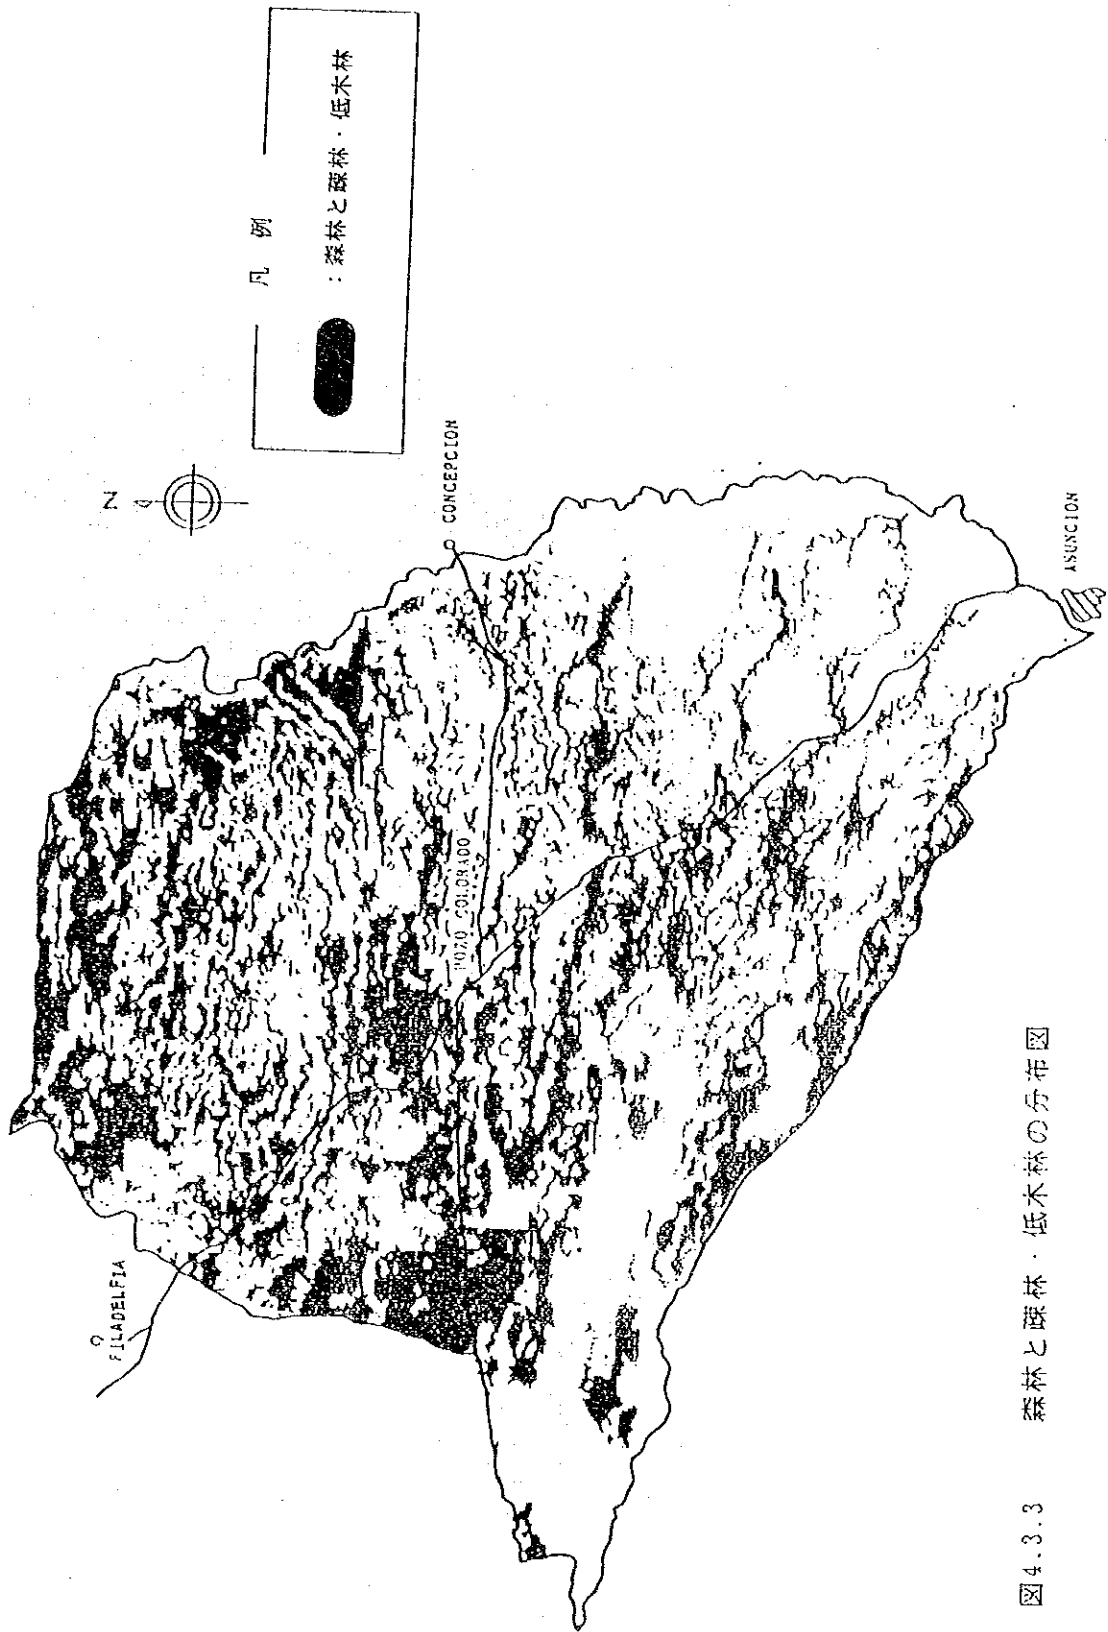 凡 例
：森林と疎林・低木林
N
FILADELFIA
CONCEPCION
POZO COLORADO
ASUNCION
図4.3.3 森林と疎林・低木林の分布図